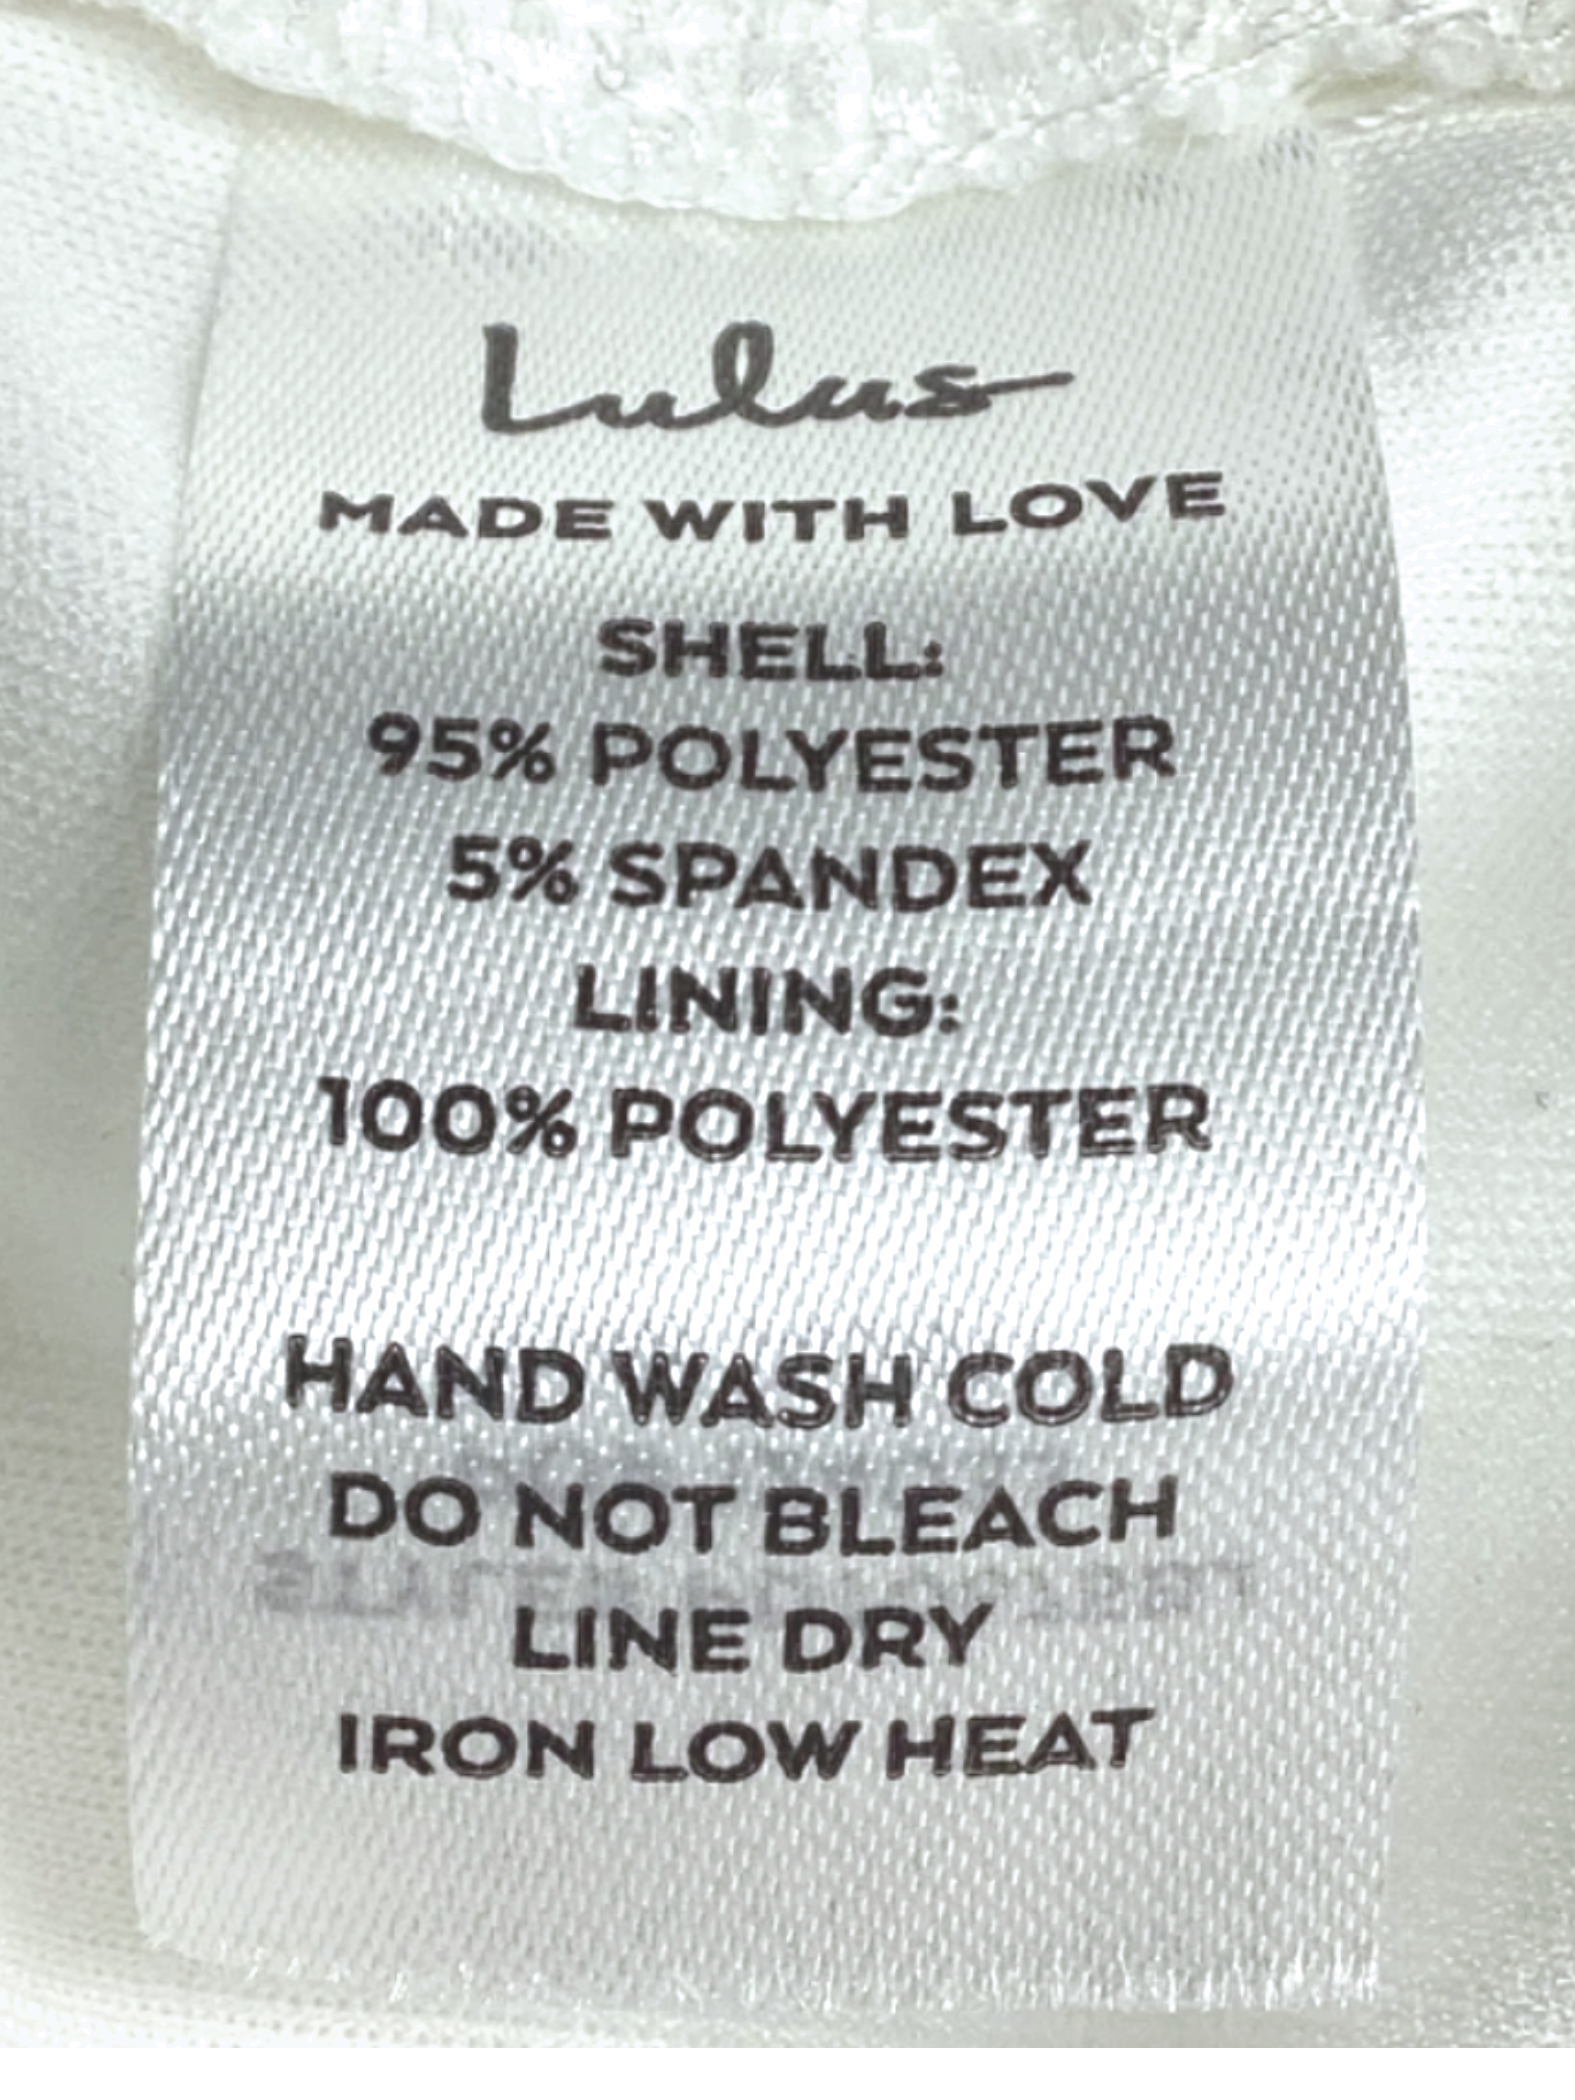 Lulus
MADE WITH LOVE
SHELL:
95% POLYESTER
5% SPANDEX
LINING:
100% POLYESTER
HAND WASH COLD
DO NOT BLEACH
LINE DRY
IRON LOW HEAT